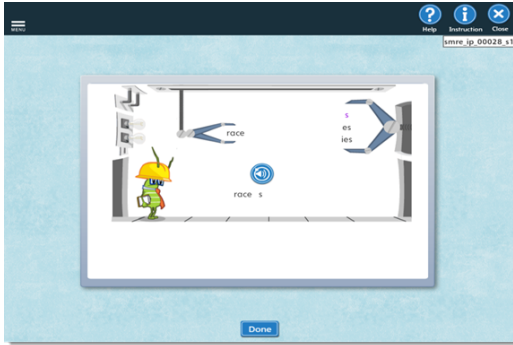 MENU
Help Instruction Close
smre_ip_00028_s1
race
s
es
ies
race s
Done